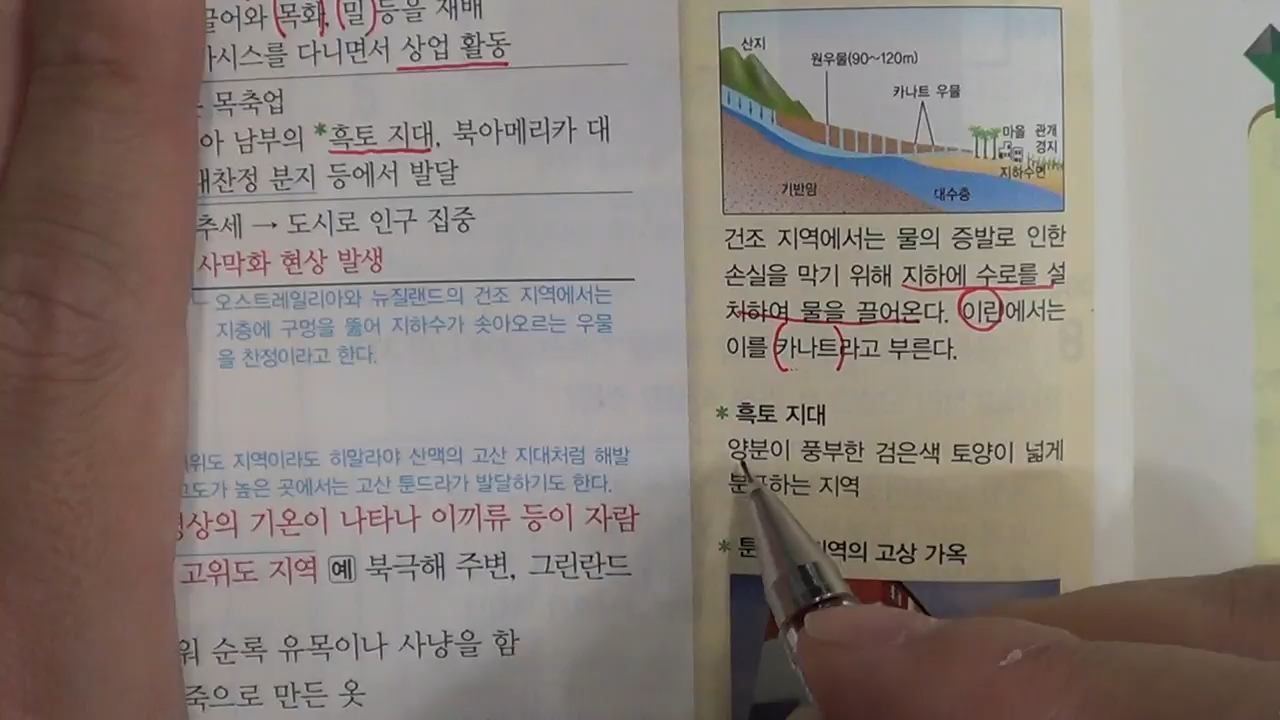 목화, 밀 등을 재배
다니면서 상업 활동
목축업
남부의 *흑토 지대, 북아메리카 대
대찬정 분지 등에서 발달
추세 → 도시로 인구 집중
사막화 현상 발생
오스트레일리아와 뉴질랜드의 건조 지역에서는
지층에 구멍을 뚫어 지하수가 솟아오르는 우물
을 찬정이라고 한다.
지역이라도 히말라야 산맥의 고산 지대처럼 해발
고도가 높은 곳에서는 고산 툰드라가 발달하기도 한다.
영상의 기온이 나타나 이끼류 등이 자람
고위도 지역 예 북극해 주변, 그린란드
순록 유목이나 사냥을 함
만든 옷
산지
원우물(90~120m)
카나트 우물
마을 관개
경지
지하수면
기반암
대수층
건조 지역에서는 물의 증발로 인한
손실을 막기 위해 지하에 수로를 설
치하여 물을 끌어온다. 이란에서는
이를 카나트라고 부른다.
* 흑토 지대
양분이 풍부한 검은색 토양이 넓게
분포하는 지역
* 지역의 고상 가옥